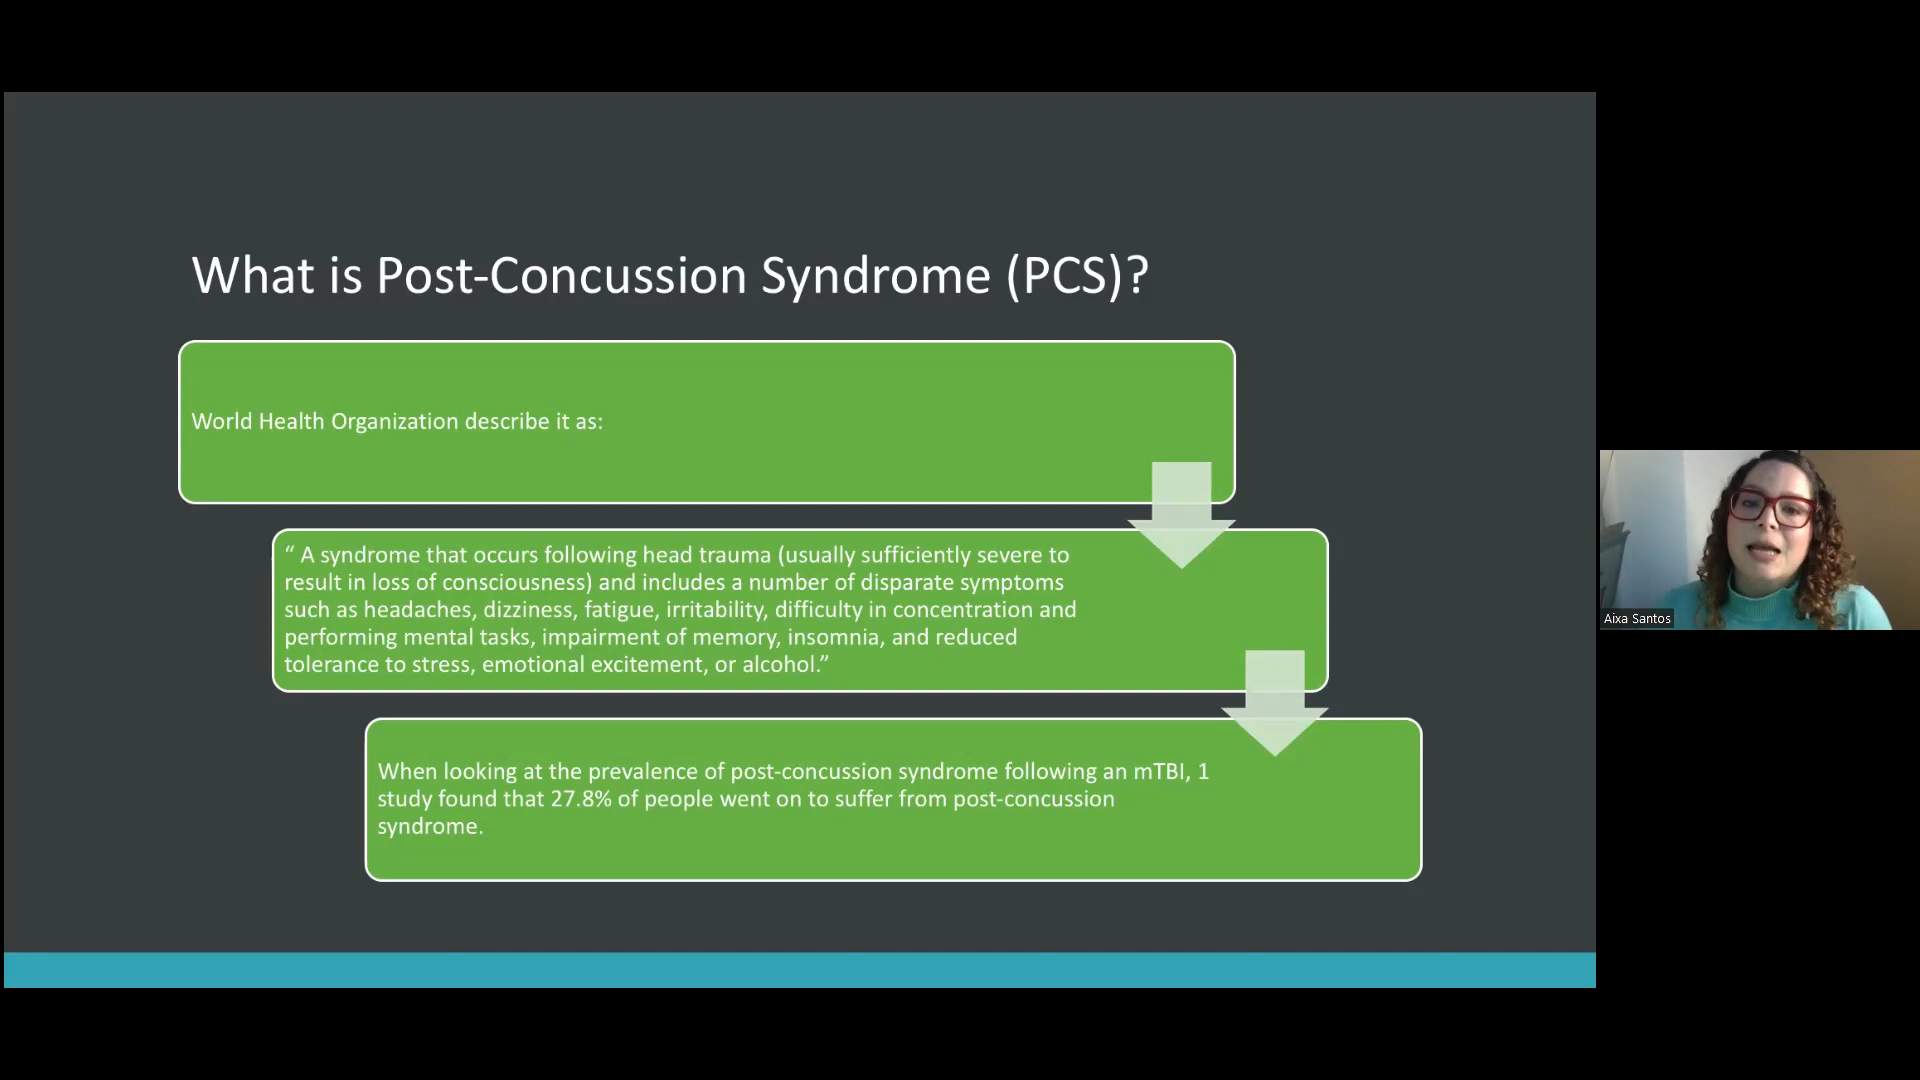 What is Post-Concussion Syndrome (PCS)?
World Health Organization describe it as:
“ A syndrome that occurs following head trauma (usually sufficiently severe to
result in loss of consciousness) and includes a number of disparate symptoms
such as headaches, dizziness, fatigue, irritability, difficulty in concentration and
performing mental tasks, impairment of memory, insomnia, and reduced
tolerance to stress, emotional excitement, or alcohol.”
When looking at the prevalence of post-concussion syndrome following an mTBI, 1
study found that 27.8% of people went on to suffer from post-concussion
syndrome.
Aixa Santos